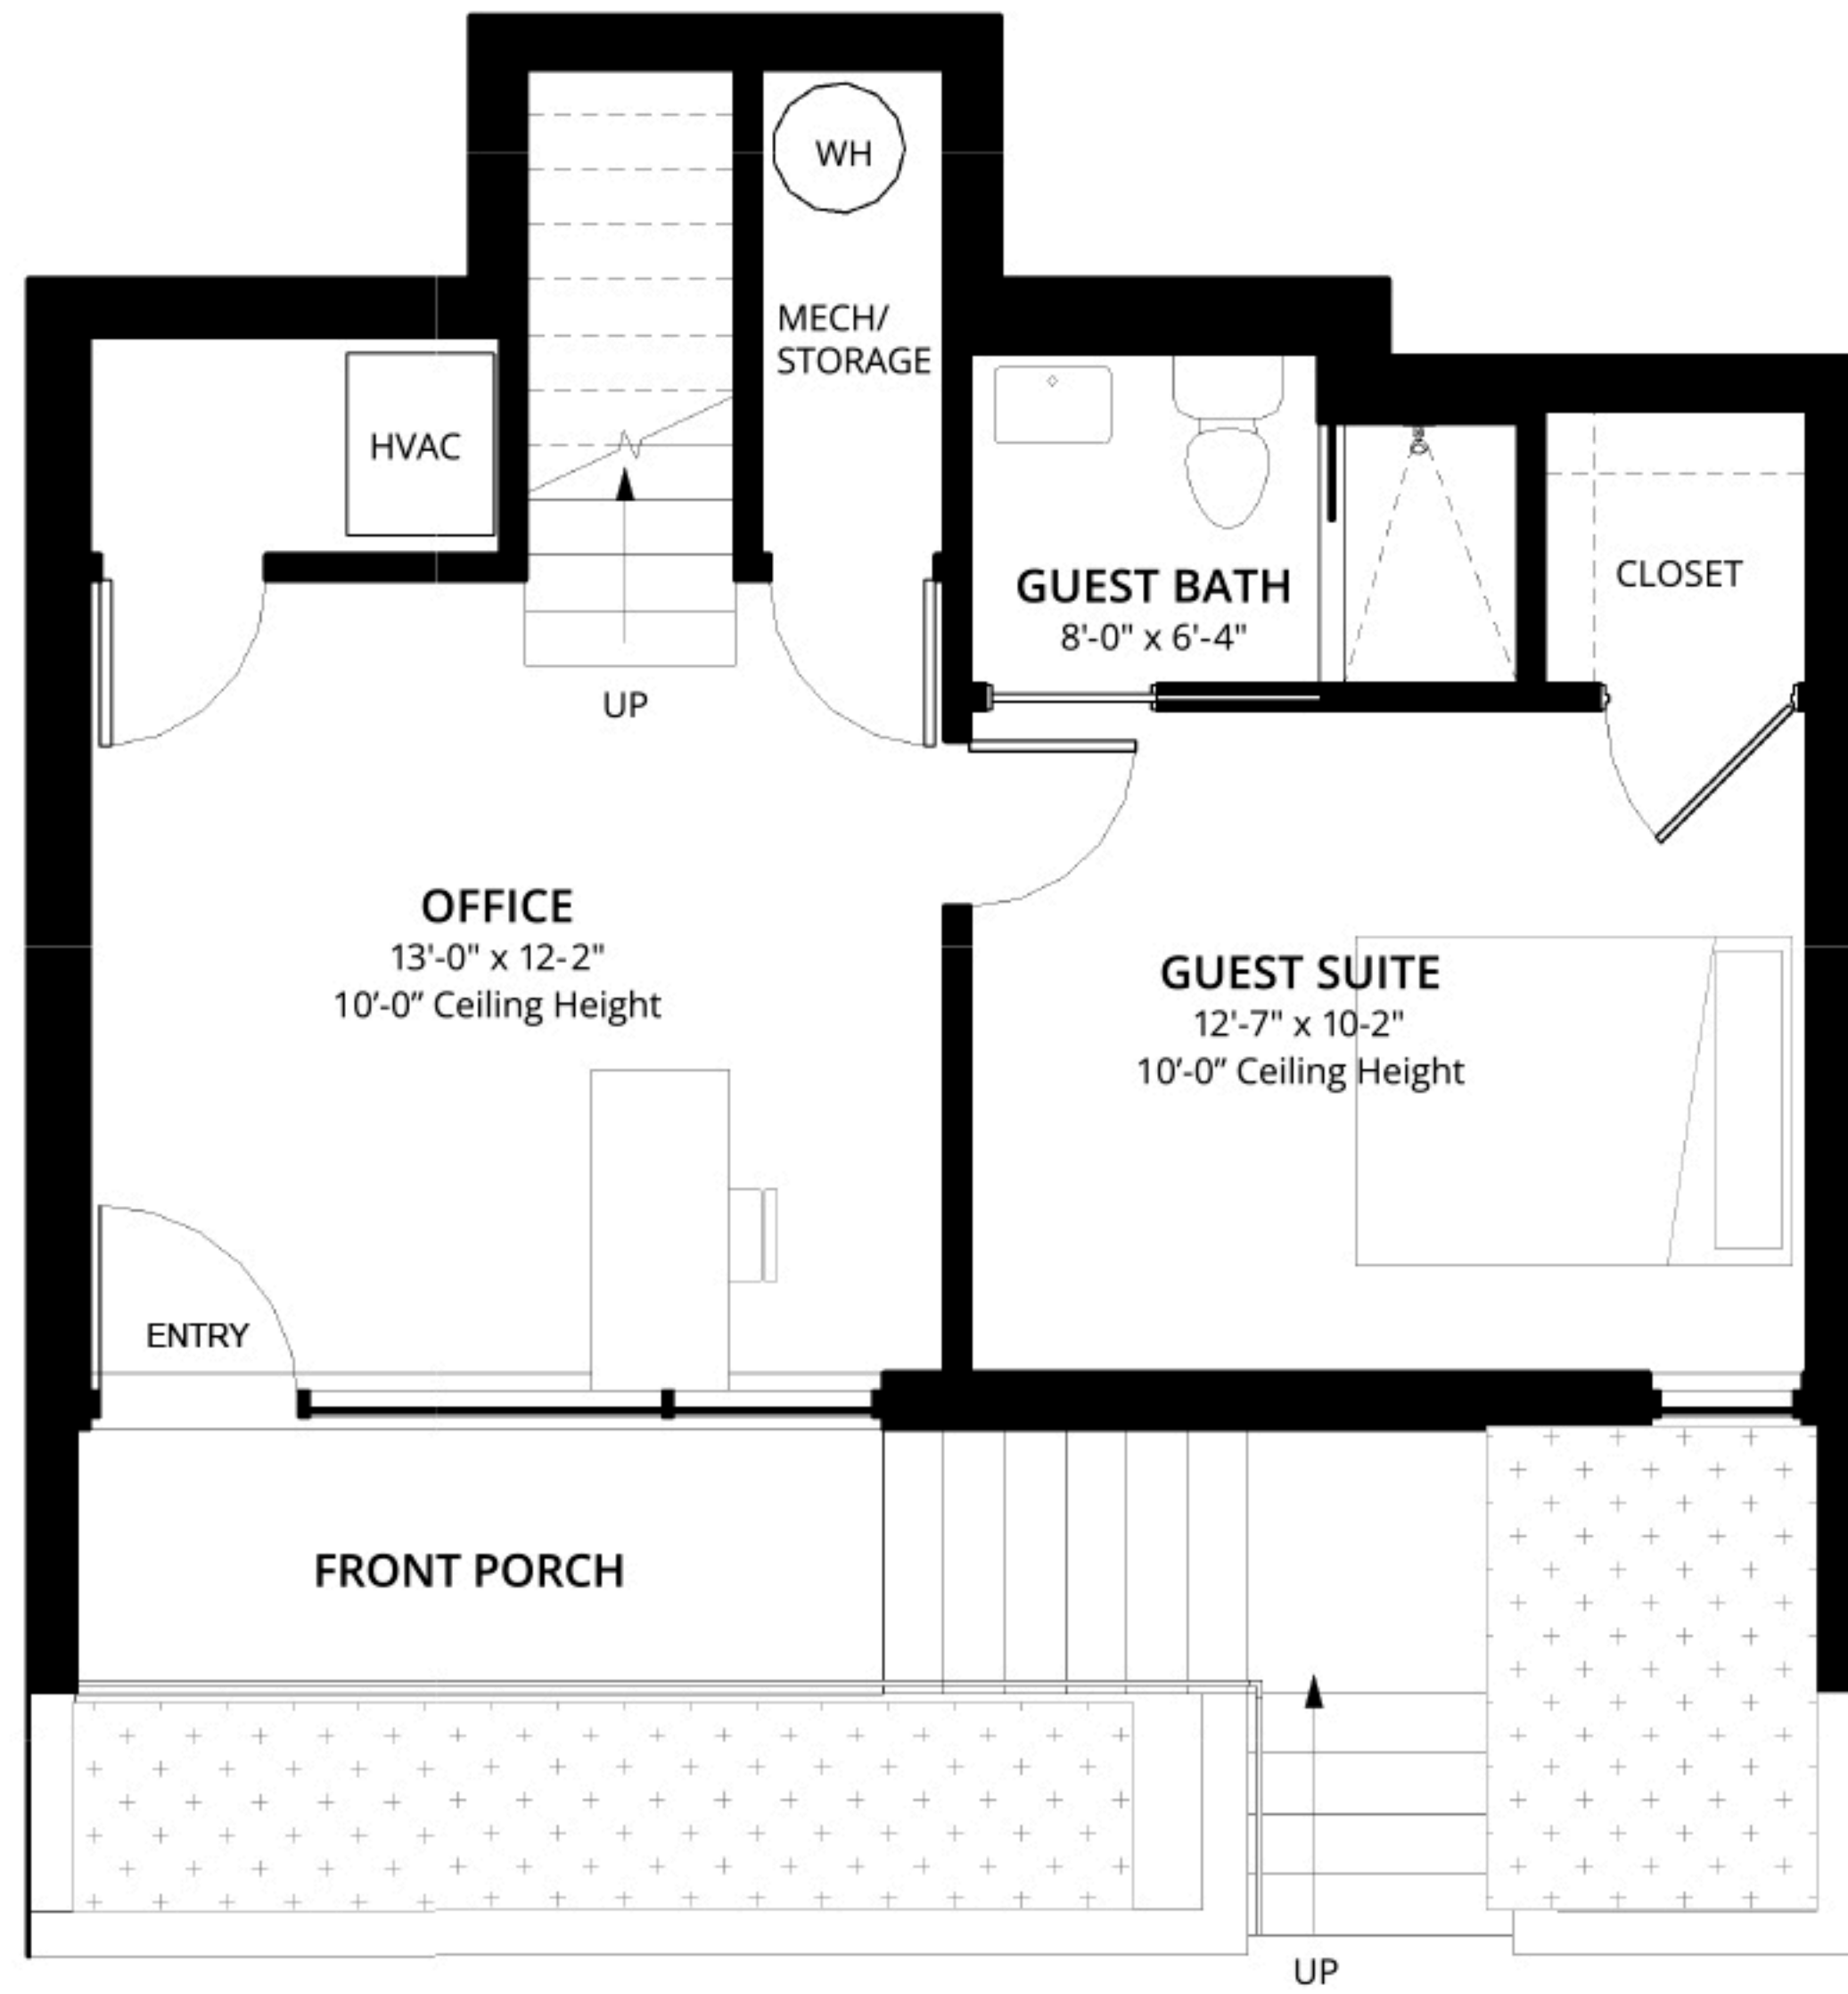 WH
MECH/
STORAGE
HVAC
UP
GUEST BATH
8'-0" x 6'-4"
CLOSET
OFFICE
13'-0" x 12-2"
10’-0” Ceiling Height
GUEST SUITE
12'-7" x 10-2"
10’-0” Ceiling Height
ENTRY
FRONT PORCH
UP